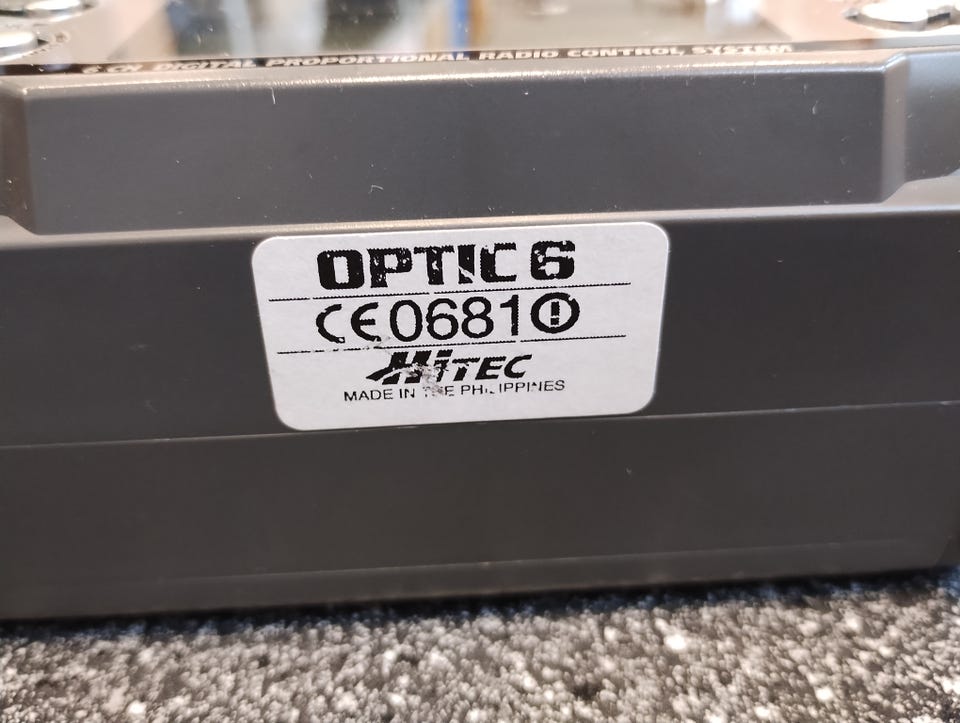 6 CH DIGITAL PROPORTIONAL RADIO CONTROL SYSTEM
OPTIC 6
CE0681
HiTEC
MADE IN THE PHILIPPINES